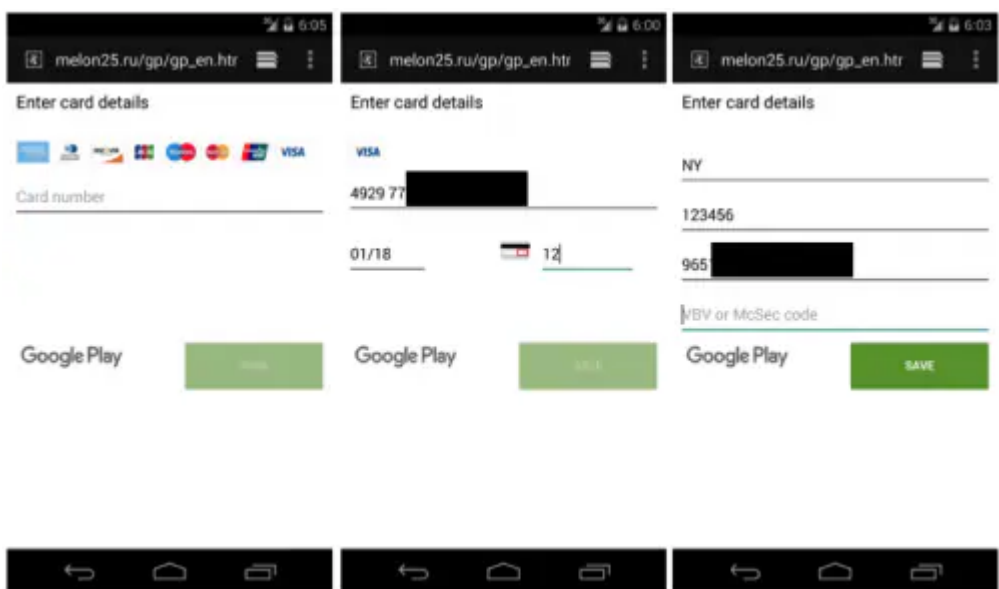 6:05
melon25.ru/gp/gp_en.htr
Enter card details
VISA
Card number
Google Play
6:00
melon25.ru/gp/gp_en.htr
Enter card details
VISA
4929 77
01/18
12
Google Play
6:03
melon25.ru/gp/gp_en.htr
Enter card details
NY
123456
965
VBV or McSec code
Google Play
SAVE